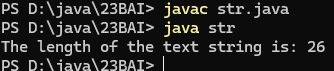 PS D:\java\23BAI> javac str.java
PS D:\java\23BAI> java str
The length of the text string is: 26
PS D:\java\23BAI>